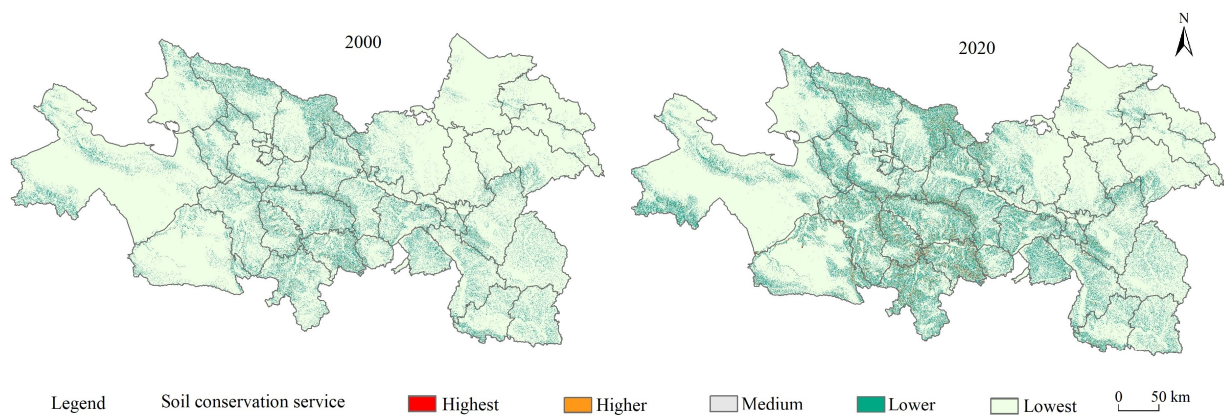 2000
2020
N
Legend Soil conservation service Highest Higher Medium Lower Lowest
0 50 km